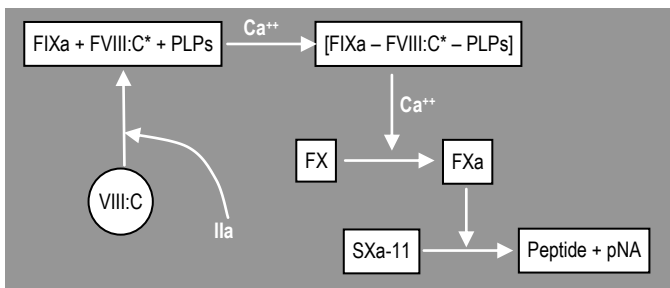 FIXa + FVIII:C* + PLPs
Ca⁺⁺
[FIXa – FVIII:C* – PLPs]
Ca⁺⁺
FX
FXa
VIII:C
IIa
SXa-11
Peptide + pNA